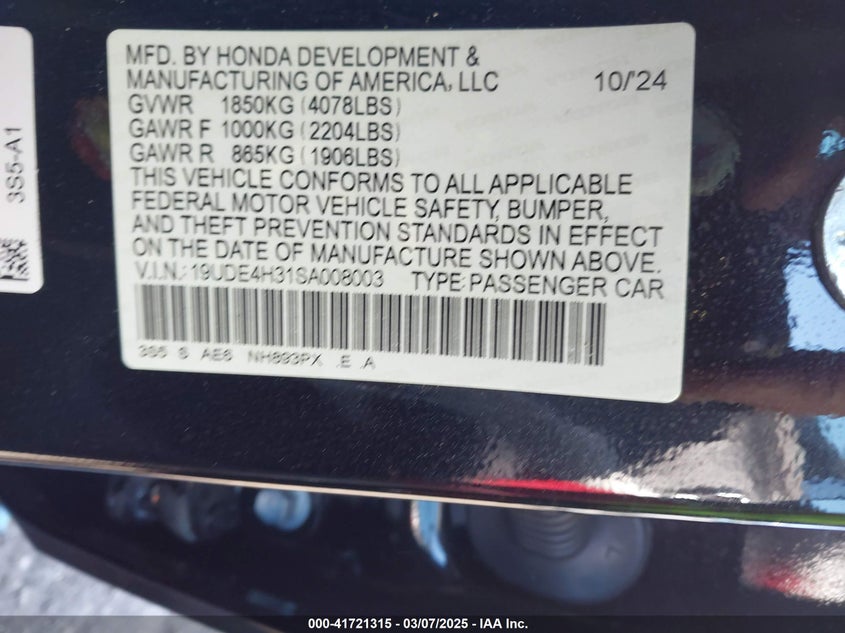 3S5-A1
MFD. BY HONDA DEVELOPMENT &
MANUFACTURING OF AMERICA, LLC 10/'24
GVWR 1850KG (4078LBS)
GAWR F 1000KG (2204LBS)
GAWR R 865KG (1906LBS)
THIS VEHICLE CONFORMS TO ALL APPLICABLE
FEDERAL MOTOR VEHICLE SAFETY, BUMPER,
AND THEFT PREVENTION STANDARDS IN EFFECT
ON THE DATE OF MANUFACTURE SHOWN ABOVE.
V.I.N.: 19UDE4H31SA008003 TYPE: PASSENGER CAR
3S5 S AE6 NH893PX .E .A
000-41721315 - 03/07/2025 - IAA Inc.